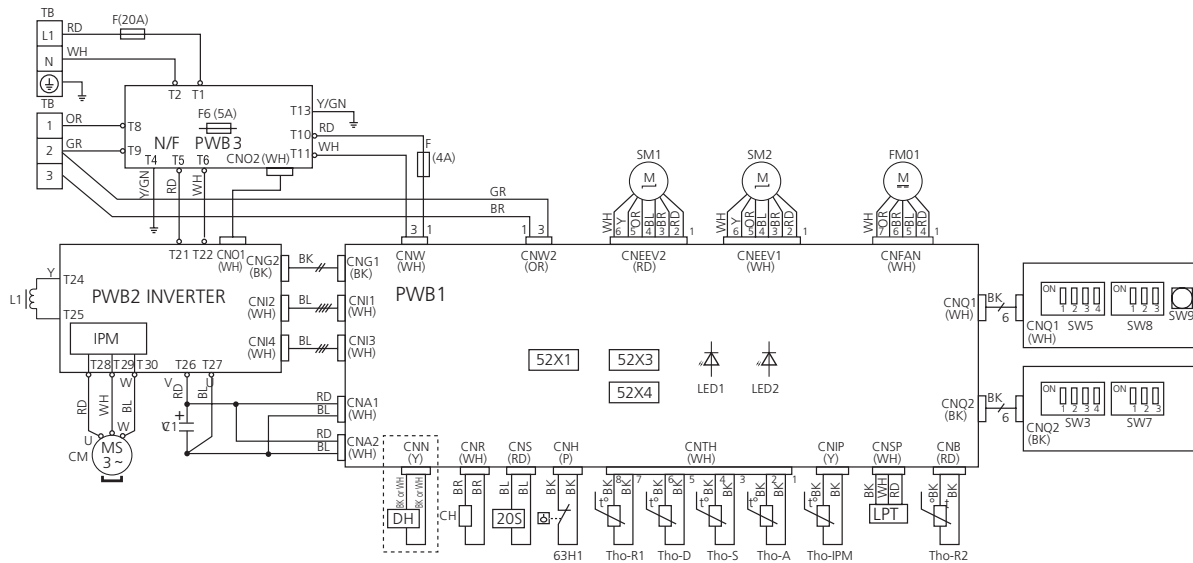 TB
L1
N
RD
WH
F(20A)
T2
T1
TB
1
2
3
OR
GR
T8
T9
F6 (5A)
N/F
PWB3
T4
T5
T6
CNO2(WH)
T13
T10
T11
Y/GN
RD
WH
F
(4A)
Y/GN
RD
WH
GR
BR
SM1
M
WH
Y
OR
BL
BR
RD
6
5
4
3
2
1
SM2
M
WH
Y
OR
BL
BR
RD
6
5
4
3
2
1
FM01
M
WH
OR
BR
BL
RD
7
6
5
4
1
T21
T22
CNO1
(WH)
L1
Y
T24
T25
PWB2 INVERTER
IPM
CNG2
(BK)
CNI2
(WH)
CNI4
(WH)
BK
BL
BL
CNG1
(BK)
CNI1
(WH)
CNI3
(WH)
3
1
CNW
(WH)
1
3
CNW2
(OR)
CNEEV2
(RD)
CNEEV1
(WH)
CNFAN
(WH)
PWB1
52X1
52X3
52X4
LED1
LED2
CNQ1
(WH)
CNQ2
(BK)
BK
6
BK
6
CNQ1
(WH)
ON
1 2 3 4
SW5
ON
1 2 3
SW8
SW9
CNQ2
(BK)
ON
1 2 3 4
SW3
ON
1 2 3
SW7
T28
T29
T30
T26
T27
V
U
W
RD
WH
BL
RD
BL
U
V
W
CM
MS
3 ~
+
C1
RD
BL
CNA1
(WH)
RD
BL
CNA2
(WH)
CNN
(Y)
BK or WH
BK or WH
DH
CNR
(WH)
BR
BR
CH
CNS
(RD)
BL
BL
20S
CNH
(P)
BK
BK
63H1
CNTH
(WH)
8
7
6
5
4
3
2
1
BK
BK
t°
Tho-R1
BK
BK
t°
Tho-D
BK
BK
t°
Tho-S
BK
BK
t°
Tho-A
CNIP
(Y)
BK
BK
t°
Tho-IPM
CNSP
(WH)
BK
WH
RD
LPT
CNB
(RD)
BK
BK
t°
Tho-R2